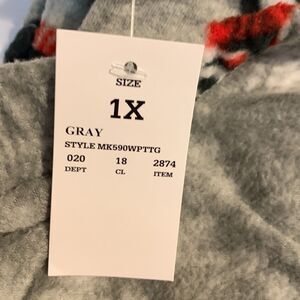 SIZE
1X
GRAY
STYLE MK590WPTTG
020 18 2874
DEPT CL ITEM